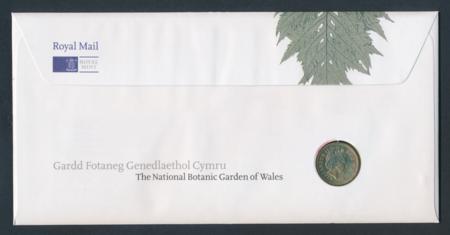 Royal Mail
ROYAL
MINT
Gardd Fotaneg Genedlaethol Cymru
The National Botanic Garden of Wales